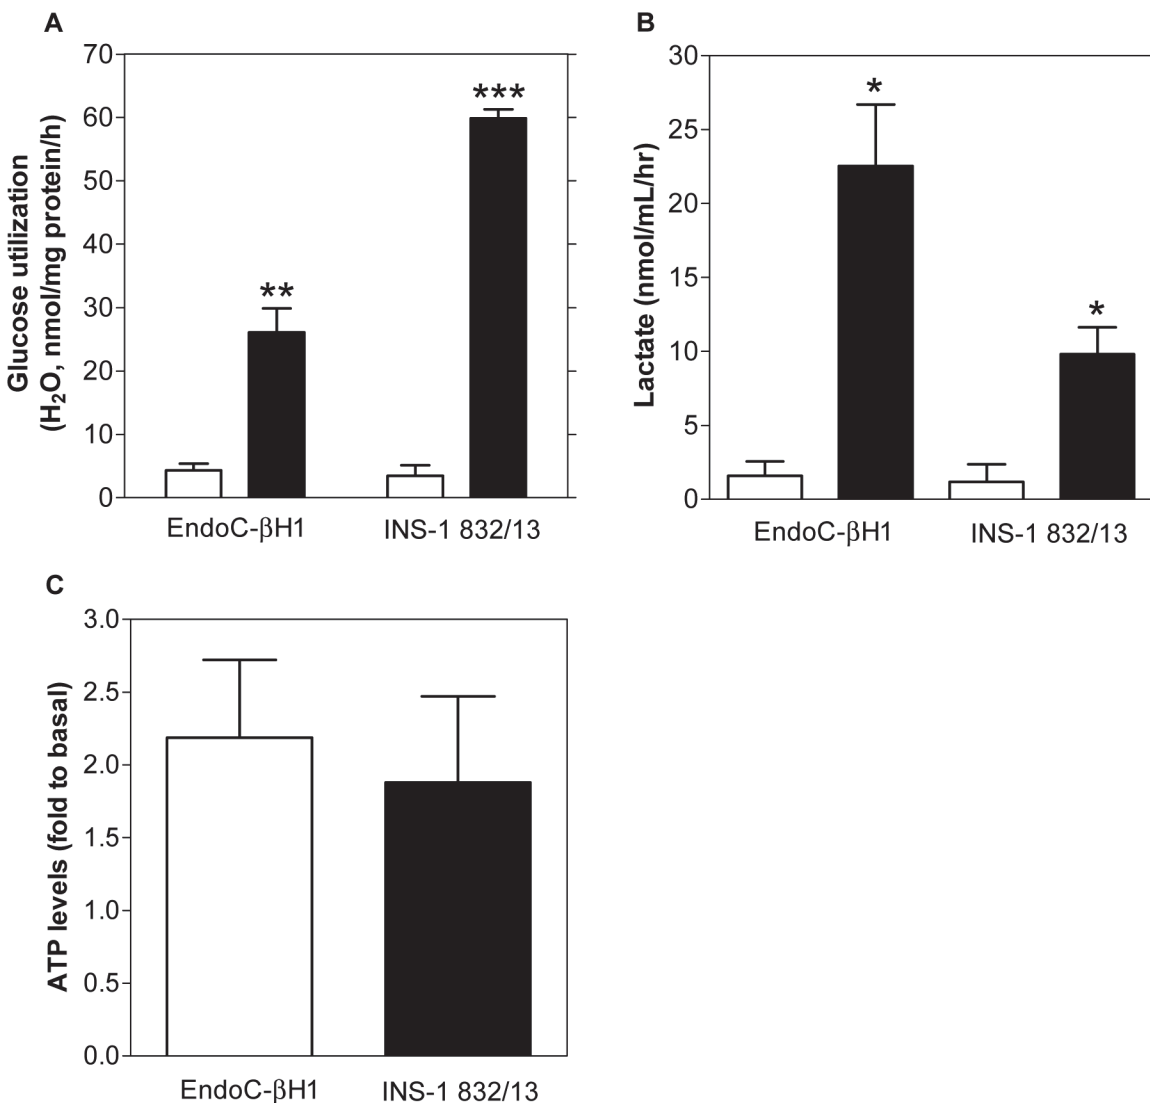 A
Glucose utilization
(H₂O, nmol/mg protein/h)
70
60
50
40
30
20
10
0
**
***
EndoC-βH1
INS-1 832/13
B
Lactate (nmol/mL/hr)
30
25
20
15
10
5
0
*
*
EndoC-βH1
INS-1 832/13
C
ATP levels (fold to basal)
3.0
2.5
2.0
1.5
1.0
0.5
0.0
EndoC-βH1
INS-1 832/13